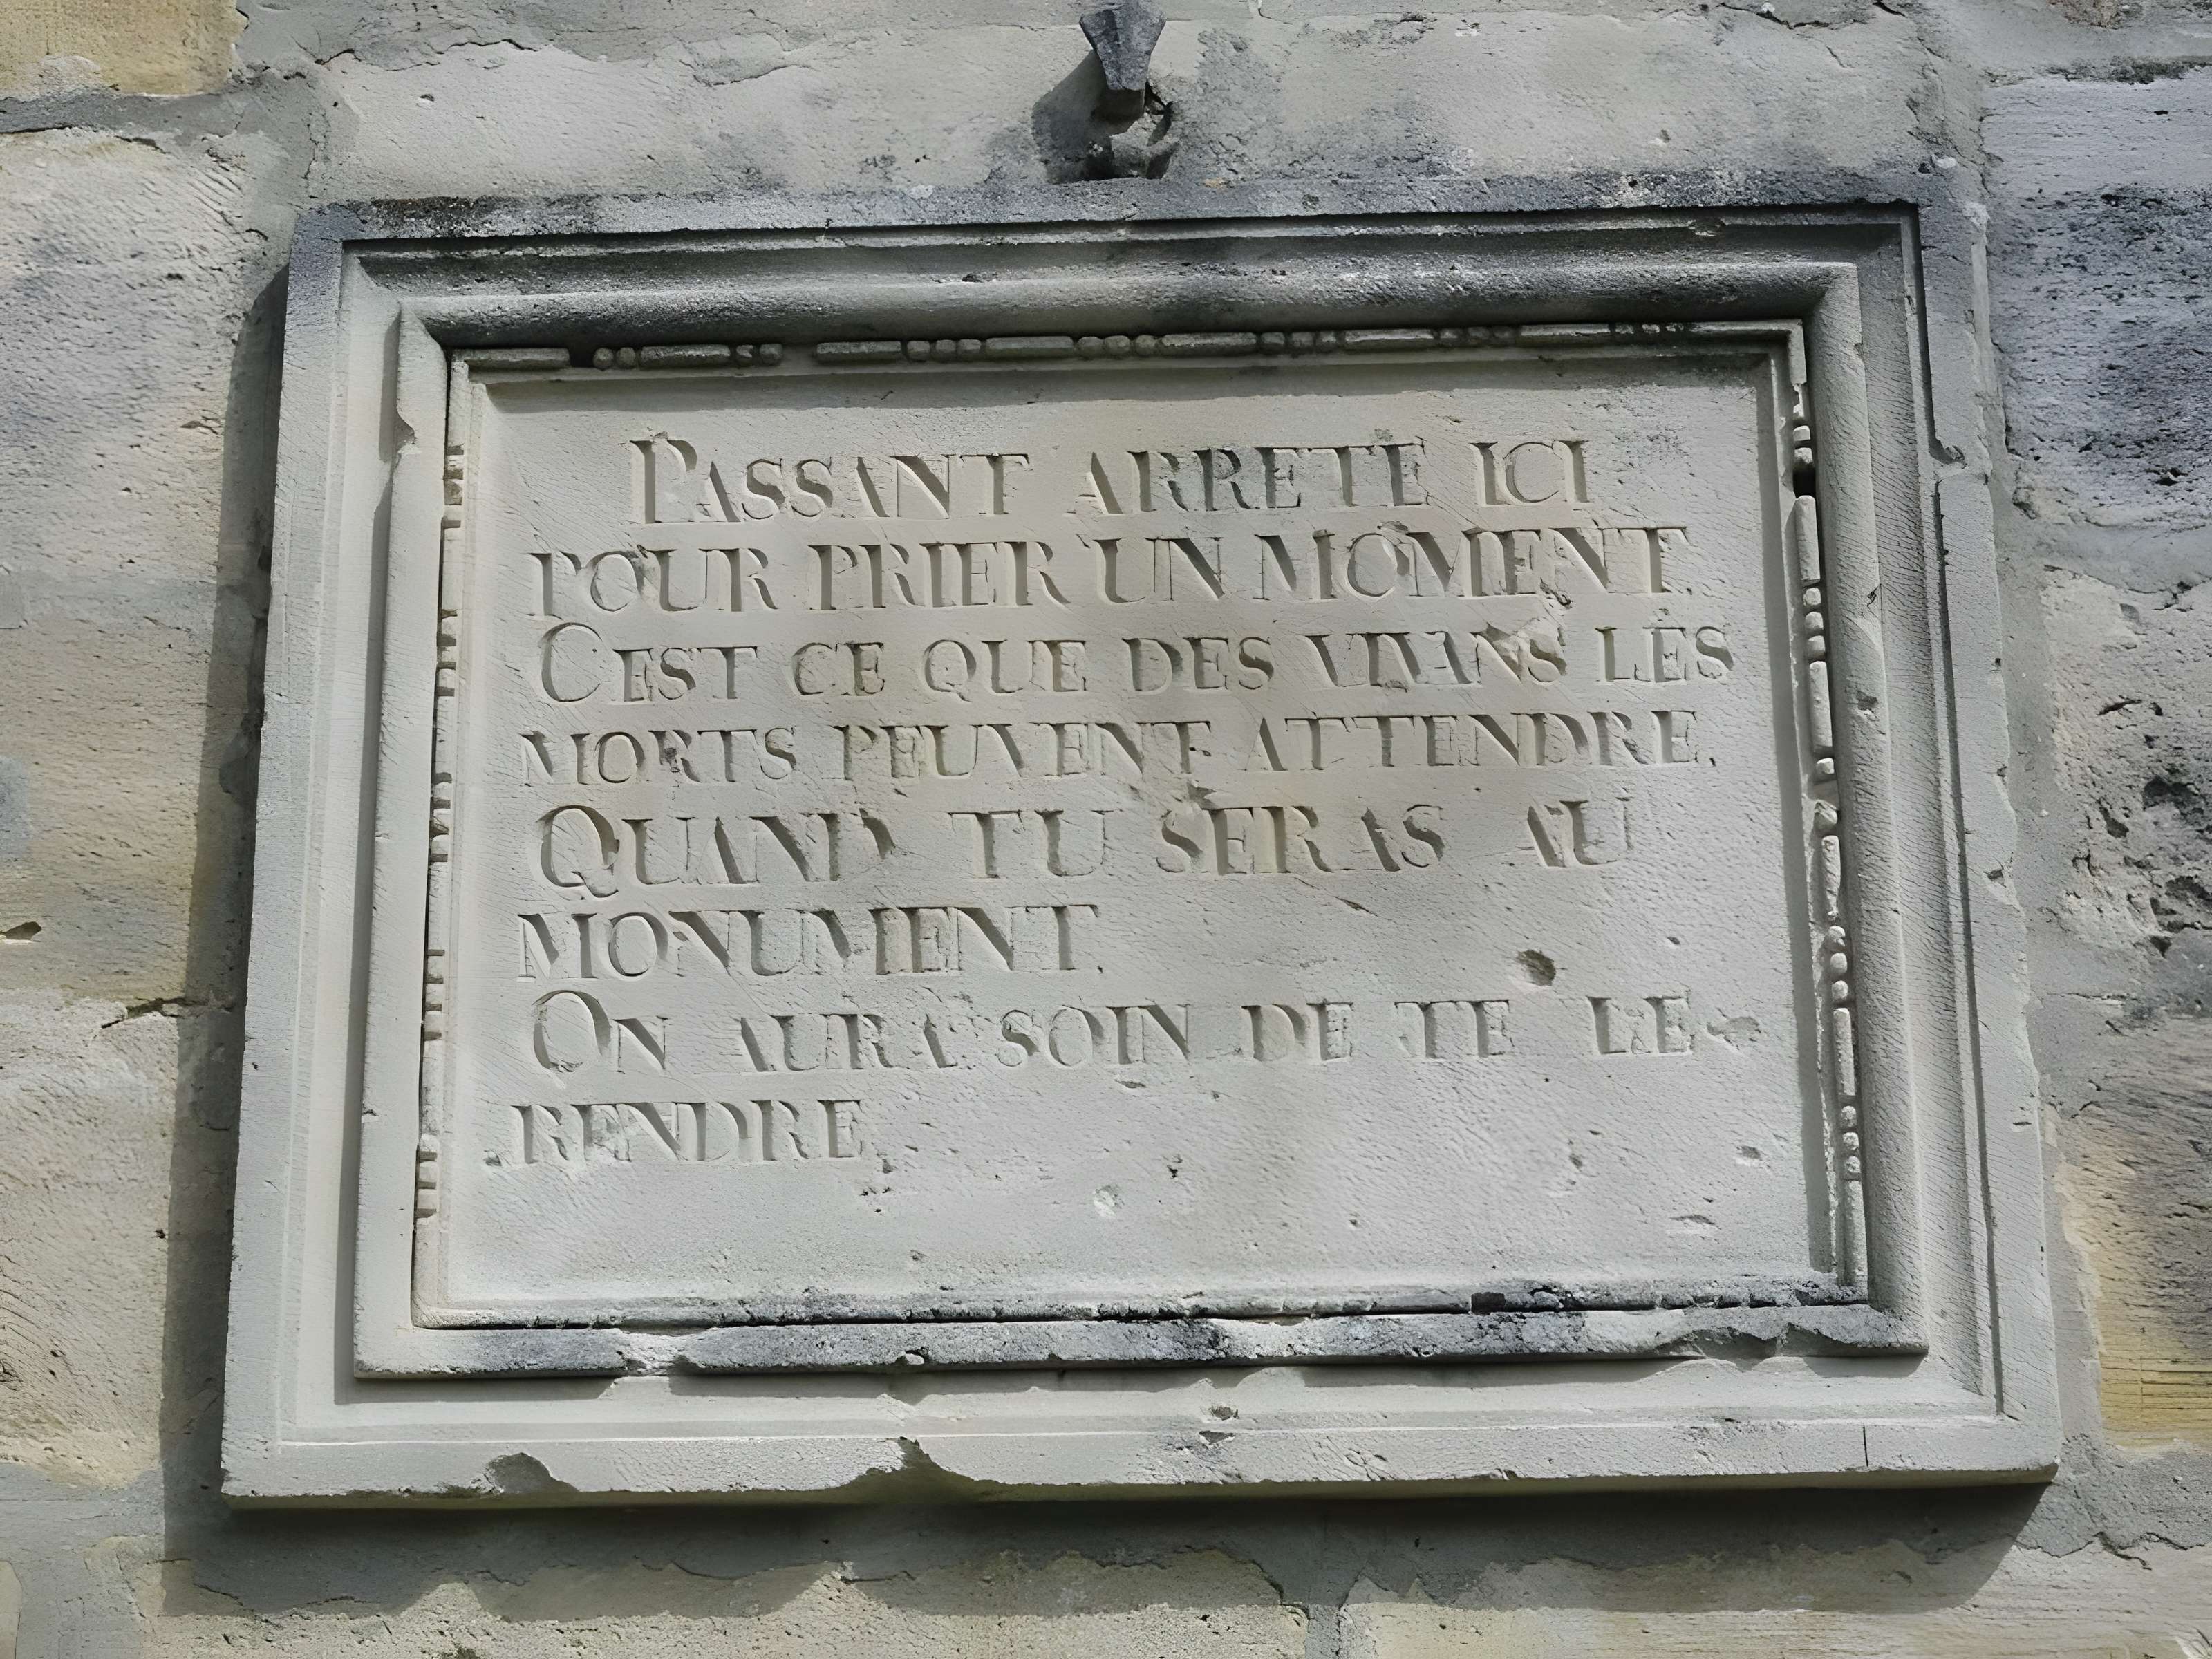 PASSANT ARRETE ICI
POUR PRIER UN MOMENT.
CEST CE QUE DES VIVANS LES
MORTS PEUVENT ATTENDRE.
QUAND TU SERAS AU
MONUMENT.
ON AURA SOIN DE TE LE
RENDRE.